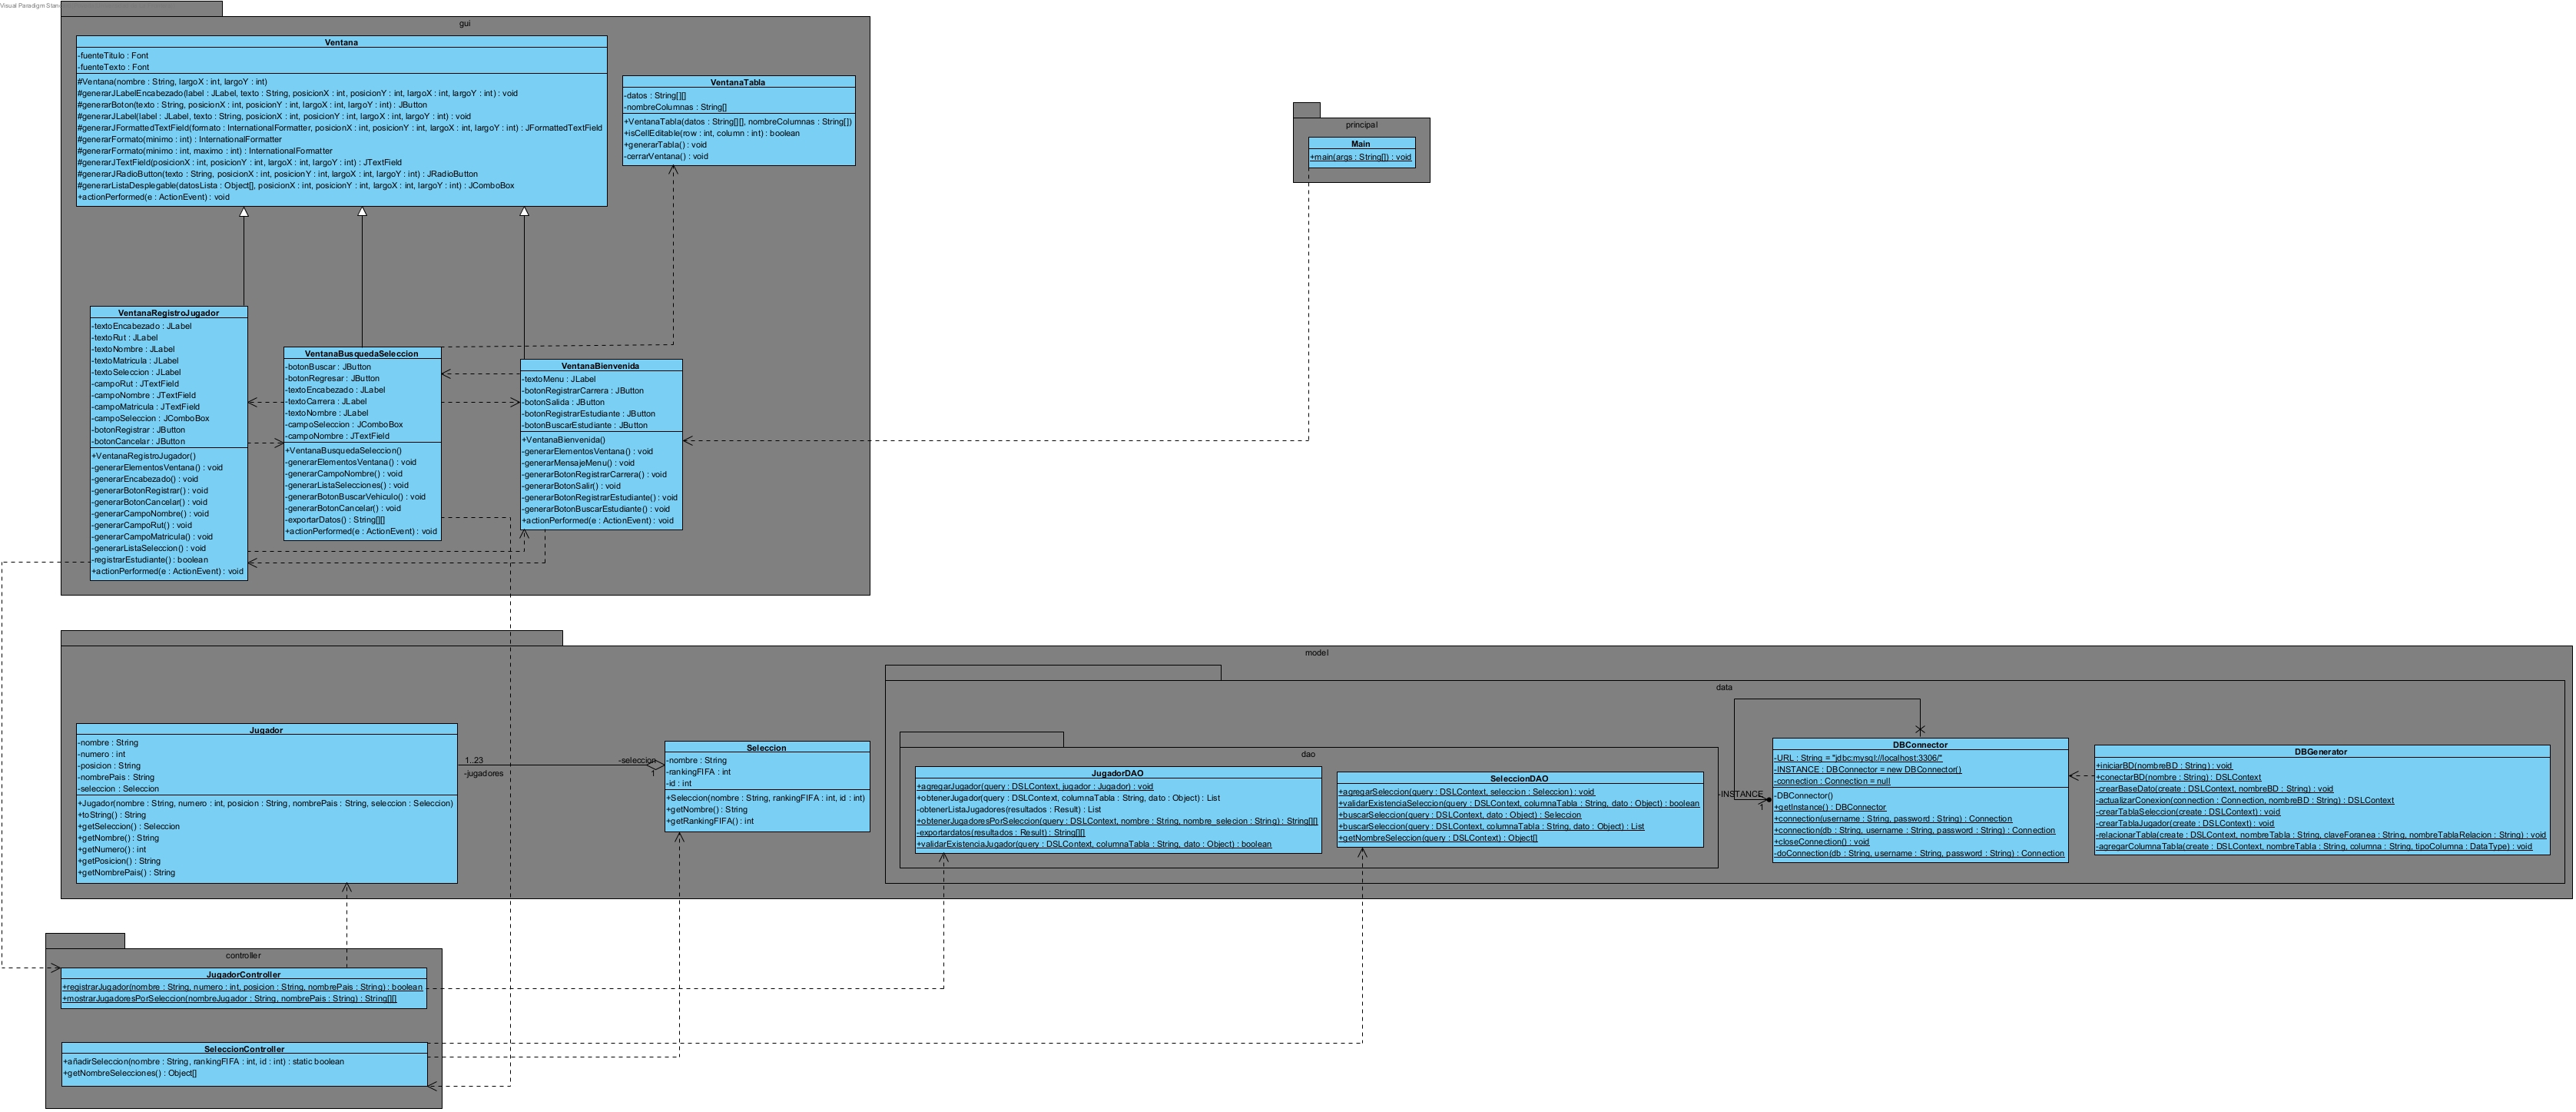 Visual Paradigm Stan
gui
Ventana
-fuenteTitulo : Font
-fuenteTexto : Font
#Ventana(nombre : String, largoX : int, largoY : int)
#generarJLabelEncabezado(label : JLabel, texto : String, posicionX : int, posicionY : int, largoX : int, largoY : int) : void
#generarBoton(texto : String, posicionX : int, posicionY : int, largoX : int, largoY : int) : JButton
#generarJLabel(label : JLabel, texto : String, posicionX : int, posicionY : int, largoX : int, largoY : int) : void
#generarJFormattedTextField(formato : InternationalFormatter, posicionX : int, posicionY : int, largoX : int, largoY : int) : JFormattedTextField
#generarFormato(minimo : int) : InternationalFormatter
#generarFormato(minimo : int, maximo : int) : InternationalFormatter
#generarJTextField(posicionX : int, posicionY : int, largoX : int, largoY : int) : JTextField
#generarJRadioButton(texto : String, posicionX : int, posicionY : int, largoX : int, largoY : int) : JRadioButton
#generarListaDesplegable(datosLista : Object[], posicionX : int, posicionY : int, largoX : int, largoY : int) : JComboBox
+actionPerformed(e : ActionEvent) : void
VentanaTabla
-datos : String[][]
-nombreColumnas : String[]
+VentanaTabla(datos : String[][], nombreColumnas : String[])
+isCellEditable(row : int, column : int) : boolean
+generarTabla() : void
-cerrarVentana() : void
principal
Main
+main(args : String[]) : void
VentanaRegistroJugador
-textoEncabezado : JLabel
-textoRut : JLabel
-textoNombre : JLabel
-textoMatricula : JLabel
-textoSeleccion : JLabel
-campoRut : JTextField
-campoNombre : JTextField
-campoMatricula : JTextField
-campoSeleccion : JComboBox
-botonRegistrar : JButton
-botonCancelar : JButton
+VentanaRegistroJugador()
-generarElementosVentana() : void
-generarEncabezado() : void
-generarBotonRegistrar() : void
-generarBotonCancelar() : void
-generarCampoNombre() : void
-generarCampoRut() : void
-generarCampoMatricula() : void
-generarListaSeleccion() : void
-registrarEstudiante() : boolean
+actionPerformed(e : ActionEvent) : void
VentanaBusquedaSeleccion
-botonBuscar : JButton
-botonRegresar : JButton
-textoEncabezado : JLabel
-textoCarrera : JLabel
-textoNombre : JLabel
-campoSeleccion : JComboBox
-campoNombre : JTextField
+VentanaBusquedaSeleccion()
-generarElementosVentana() : void
-generarCampoNombre() : void
-generarListaSelecciones() : void
-generarBotonBuscarVehiculo() : void
-generarBotonCancelar() : void
-exportarDatos() : String[][]
+actionPerformed(e : ActionEvent) : void
VentanaBienvenida
-textoMenu : JLabel
-botonRegistrarCarrera : JButton
-botonSalida : JButton
-botonRegistrarEstudiante : JButton
-botonBuscarEstudiante : JButton
+VentanaBienvenida()
-generarElementosVentana() : void
-generarMensajeMenu() : void
-generarBotonRegistrarCarrera() : void
-generarBotonSalir() : void
-generarBotonRegistrarEstudiante() : void
-generarBotonBuscarEstudiante() : void
+actionPerformed(e : ActionEvent) : void
model
Jugador
-nombre : String
-numero : int
-posicion : String
-nombrePais : String
-seleccion : Seleccion
+Jugador(nombre : String, numero : int, posicion : String, nombrePais : String, seleccion : Seleccion)
+toString() : String
+getSeleccion() : Seleccion
+getNombre() : String
+getNumero() : int
+getPosicion() : String
+getNombrePais() : String
1..23
-jugadores
-seleccion
1
Seleccion
-nombre : String
-rankingFIFA : int
-id : int
+Seleccion(nombre : String, rankingFIFA : int, id : int)
+getNombre() : String
+getRankingFIFA() : int
data
dao
JugadorDAO
+agregarJugador(query : DSLContext, jugador : Jugador) : void
+obtenerJugador(query : DSLContext, columnaTabla : String, dato : Object) : List
-obtenerListaJugadores(resultados : Result) : List
+obtenerJugadoresPorSeleccion(query : DSLContext, nombre : String, nombre_selecion : String) : String[][]
-exportardatos(resultados : Result) : String[][]
+validarExistenciaJugador(query : DSLContext, columnaTabla : String, dato : Object) : boolean
SeleccionDAO
+agregarSeleccion(query : DSLContext, seleccion : Seleccion) : void
+validarExistenciaSeleccion(query : DSLContext, columnaTabla : String, dato : Object) : boolean
+buscarSeleccion(query : DSLContext, dato : Object) : Seleccion
+buscarSeleccion(query : DSLContext, columnaTabla : String, dato : Object) : List
+getNombreSeleccion(query : DSLContext) : Object[]
-INSTANCE
1
DBConnector
-URL : String = "jdbc:mysql://localhost:3306/"
-INSTANCE : DBConnector = new DBConnector()
-connection : Connection = null
-DBConnector()
+getInstance() : DBConnector
+connection(username : String, password : String) : Connection
+connection(db : String, username : String, password : String) : Connection
+closeConnection() : void
-doConnection(db : String, username : String, password : String) : Connection
DBGenerator
+iniciarBD(nombreBD : String) : void
+conectarBD(nombre : String) : DSLContext
-crearBaseDato(create : DSLContext, nombreBD : String) : void
-actualizarConexion(connection : Connection, nombreBD : String) : DSLContext
-crearTablaSeleccion(create : DSLContext) : void
-crearTablaJugador(create : DSLContext) : void
-relacionarTabla(create : DSLContext, nombreTabla : String, claveForanea : String, nombreTablaRelacion : String) : void
-agregarColumnaTabla(create : DSLContext, nombreTabla : String, columna : String, tipoColumna : DataType) : void
controller
JugadorController
+registrarJugador(nombre : String, numero : int, posicion : String, nombrePais : String) : boolean
+mostrarJugadoresPorSeleccion(nombreJugador : String, nombrePais : String) : String[][]
SeleccionController
+añadirSeleccion(nombre : String, rankingFIFA : int, id : int) : static boolean
+getNombreSelecciones() : Object[]